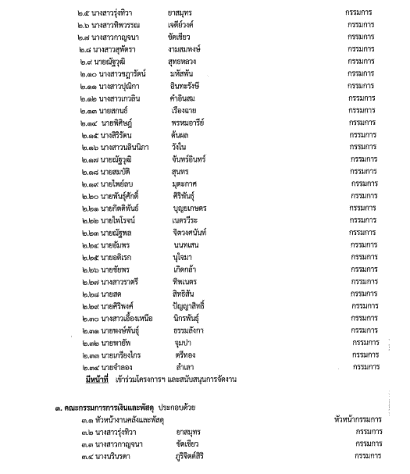 ๒.๕ นางสาวรุ่งทิวา ยาสมุทร กรรมการ
๒.๖ นางสาวทิพวรรณ เจดีย์วงค์ กรรมการ
๒.๗ นางสาวกาญจนา ขัดเขียว กรรมการ
๒.๘ นางสาวสุพัตรา งามสมพงษ์ กรรมการ
๒.๙ นายณัฐวุฒิ สุทธหลวง กรรมการ
๒.๑๐ นางสาวชฎารัตน์ มหัสฝัน กรรมการ
๒.๑๑ นางสาวปุณิกา อินทะรังษี กรรมการ
๒.๑๒ นางสาวเกวลิน คำอินสม กรรมการ
๒.๑๓ นายสกนธ์ เรืองฉาย กรรมการ
๒.๑๔ นายพิศิษฎ์ พรหมอารีย์ กรรมการ
๒.๑๕ นางสิริรัตน ต้นผล กรรมการ
๒.๑๖ นางสาวนลินนิภา วังใน กรรมการ
๒.๑๗ นายณัฐวุฒิ จันทร์อินทร์ กรรมการ
๒.๑๘ นายสมบัติ สุนทร กรรมการ
๒.๑๙ นายไพย์ลบ มุตะกาศ กรรมการ
๒.๒๐ นายพันธุ์ศักดิ์ ศิริพันธุ์ กรรมการ
๒.๒๑ นายกิตติพันธ์ บุญยเกษตร กรรมการ
๒.๒๒ นายไพโรจน์ เนตรวีระ กรรมการ
๒.๒๓ นายณัฐพล จิตวงศนันท์ กรรมการ
๒.๒๔ นายอัมพร นนทแสน กรรมการ
๒.๒๕ นายอดิเรก นุใจมา กรรมการ
๒.๒๖ นายชัยพร เกิดกล้า กรรมการ
๒.๒๗ นางสาวราตรี ทิพเนตร กรรมการ
๒.๒๘ นายสด สิทธิสัน กรรมการ
๒.๒๙ นายศิริพงศ์ ปัญญาสิทธิ์ กรรมการ
๒.๓๐ นางสาวเอื้องเหนือ นิกรพันธุ์ กรรมการ
๒.๓๑ นายพงษ์พันธุ์ ธรรมลังกา กรรมการ
๒.๓๒ นายพายัพ จุมปา กรรมการ
๒.๓๓ นายเกรียงไกร ตรีทอง กรรมการ
๒.๓๔ นายจำลอง ลำเหา กรรมการ
มีหน้าที่ เข้าร่วมโครงการฯ และสนับสนุนการจัดงาน
๓. คณะกรรมการการเงินและพัสดุ ประกอบด้วย
๓.๑ หัวหน้างานคลังและพัสดุ หัวหน้ากรรมการ
๓.๒ นางสาวรุ่งทิวา ยาสมุทร กรรมการ
๓.๓ นางสาวกาญจนา ขัดเขียว กรรมการ
๓.๔ นางนรินรดา ภูริจิตต์สิริ กรรมการ